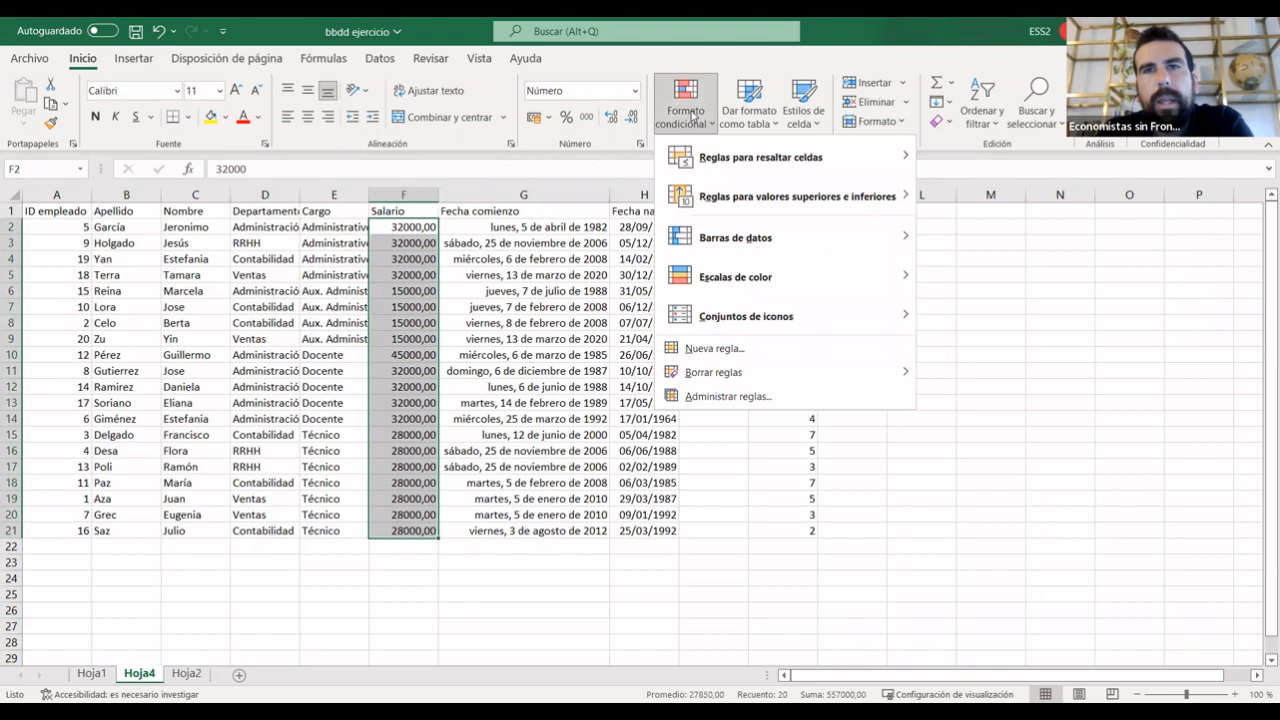 Autoguardado
bbdd ejercicio
Buscar (Alt+Q)
ESS2
Archivo Inicio Insertar Disposición de página Fórmulas Datos Revisar Vista Ayuda
Pegar
Calibri 11
N K S
Ajustar texto
Combinar y centrar
Número
% 000
Formato condicional
Dar formato como tabla
Estilos de celda
Insertar
Eliminar
Formato
Ordenar y filtrar
Buscar y seleccionar
Economistas sin Fron...
Portapapeles Fuente Alineación Número Edición Análisis Confidencialidad
F2 fx 32000
Reglas para resaltar celdas
Reglas para valores superiores e inferiores
Barras de datos
Escalas de color
Conjuntos de iconos
Nueva regla...
Borrar reglas
Administrar reglas...
A B C D E F G H L M N O P
1 ID empleado Apellido Nombre Departamento Cargo Salario Fecha comienzo Fecha na
2 5 García Jeronimo Administració Administrativo 32000,00 lunes, 5 de abril de 1982 28/09/
3 9 Holgado Jesús RRHH Administrativo 32000,00 sábado, 25 de noviembre de 2006 05/12/
4 19 Yan Estefania Contabilidad Administrativo 32000,00 miércoles, 6 de febrero de 2008 14/02/
5 18 Terra Tamara Ventas Administrativo 32000,00 viernes, 13 de marzo de 2020 30/12/
6 15 Reina Marcela Administració Aux. Administ 15000,00 jueves, 7 de julio de 1988 31/05/
7 10 Lora Jose Contabilidad Aux. Administ 15000,00 jueves, 7 de febrero de 2008 06/12/
8 2 Celo Berta Contabilidad Aux. Administ 15000,00 viernes, 8 de febrero de 2008 07/07/
9 20 Zu Yin Ventas Aux. Administ 15000,00 viernes, 13 de marzo de 2020 21/04/
10 12 Pérez Guillermo Administració Docente 45000,00 miércoles, 6 de marzo de 1985 26/06/
11 8 Gutierrez Jose Administració Docente 32000,00 domingo, 6 de diciembre de 1987 10/10/
12 14 Ramirez Daniela Administració Docente 32000,00 lunes, 6 de junio de 1988 14/10/
13 17 Soriano Eliana Administració Docente 32000,00 martes, 14 de febrero de 1989 17/05/
14 6 Giménez Estefania Administració Docente 32000,00 miércoles, 25 de marzo de 1992 17/01/1964 4
15 3 Delgado Francisco Contabilidad Técnico 28000,00 lunes, 12 de junio de 2000 05/04/1982 7
16 4 Desa Flora RRHH Técnico 28000,00 sábado, 25 de noviembre de 2006 06/06/1988 5
17 13 Poli Ramón RRHH Técnico 28000,00 sábado, 25 de noviembre de 2006 02/02/1989 3
18 11 Paz María Contabilidad Técnico 28000,00 martes, 5 de febrero de 2008 06/03/1985 7
19 1 Aza Juan Ventas Técnico 28000,00 martes, 5 de enero de 2010 29/03/1987 5
20 7 Grec Eugenia Ventas Técnico 28000,00 martes, 5 de enero de 2010 09/01/1992 3
21 16 Saz Julio Contabilidad Técnico 28000,00 viernes, 3 de agosto de 2012 25/03/1992 2
22
23
24
25
26
27
28
29
Hoja1 Hoja4 Hoja2
Listo Accesibilidad: es necesario investigar Promedio: 27850,00 Recuento: 20 Suma: 557000,00 Configuración de visualización 100 %